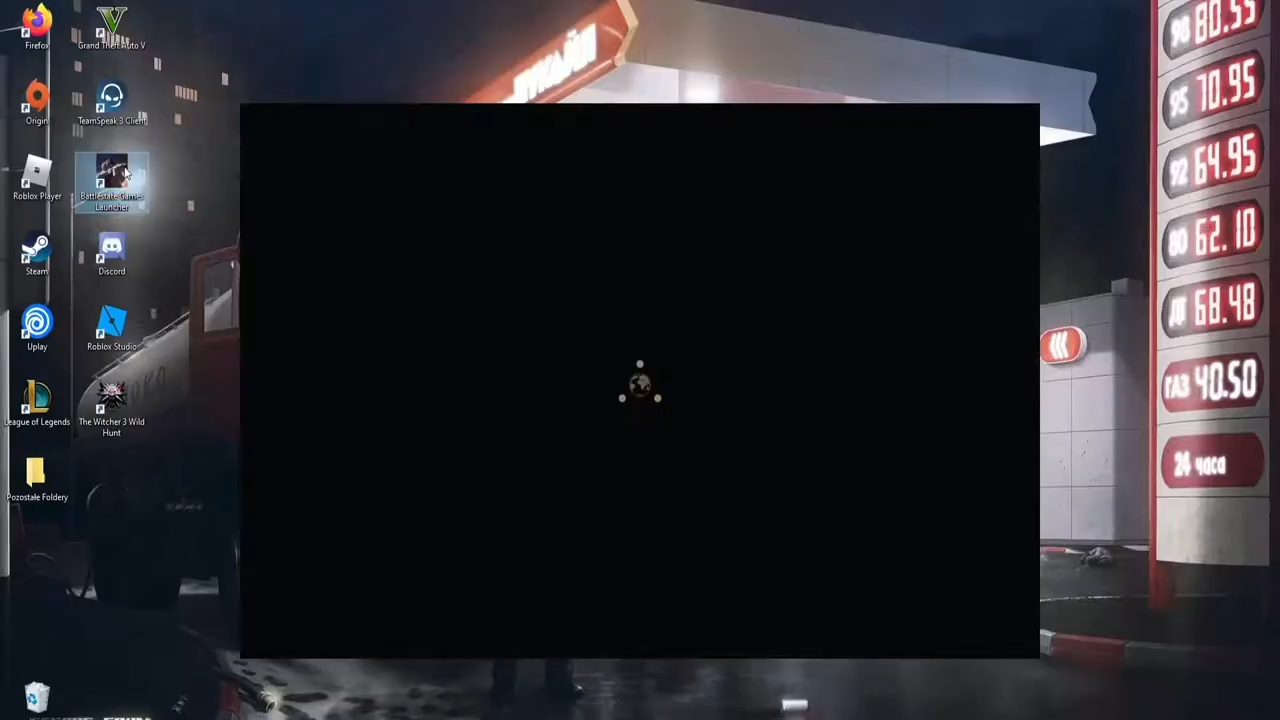 Firefox
Grand Theft Auto V
Origin
TeamSpeak 3 Client
Roblox Player
Battlestate Games
Launcher
Steam
Discord
Uplay
Roblox Studio
League of Legends
The Witcher 3 Wild
Hunt
Pozostałe Foldery
ЛУКОЙЛ
98 80.55
95 70.95
92 64.95
80 62.10
ДТ 68.48
ГАЗ 40.50
24 часа